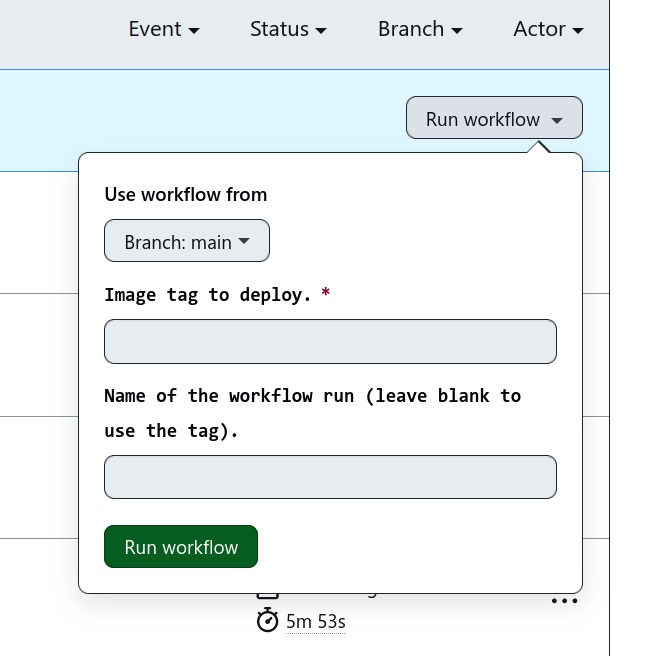 Event Status Branch Actor
Run workflow
Use workflow from
Branch: main
Image tag to deploy. *
Name of the workflow run (leave blank to
use the tag).
Run workflow
5m 53s